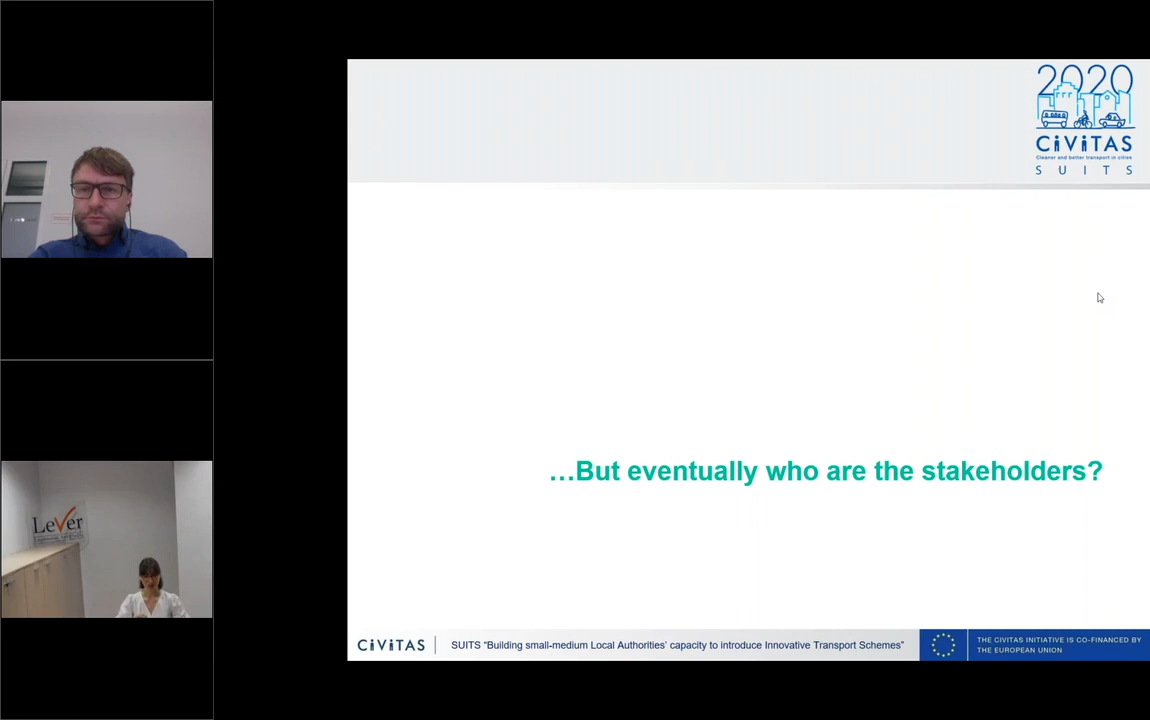 LeVer
2020
CiViTAS
Cleaner and better transport in cities
S U I T S
…But eventually who are the stakeholders?
CiViTAS
SUITS “Building small-medium Local Authorities’ capacity to introduce Innovative Transport Schemes”
THE CIVITAS INITIATIVE IS CO-FINANCED BY
THE EUROPEAN UNION